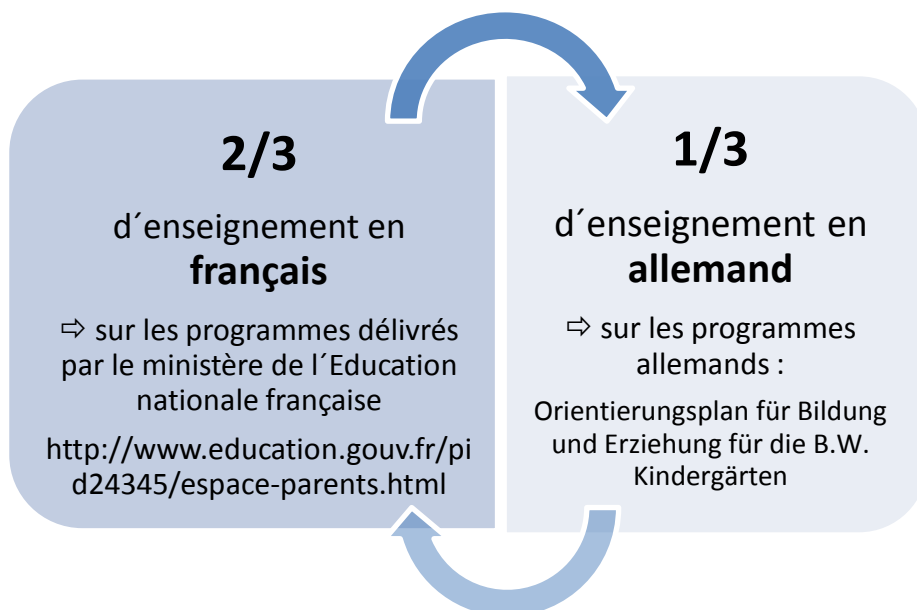 2/3
d´enseignement en
français
⇨ sur les programmes délivrés
par le ministère de l´Education
nationale française
http://www.education.gouv.fr/pi
d24345/espace-parents.html
1/3
d´enseignement en
allemand
⇨ sur les programmes
allemands :
Orientierungsplan für Bildung
und Erziehung für die B.W.
Kindergärten